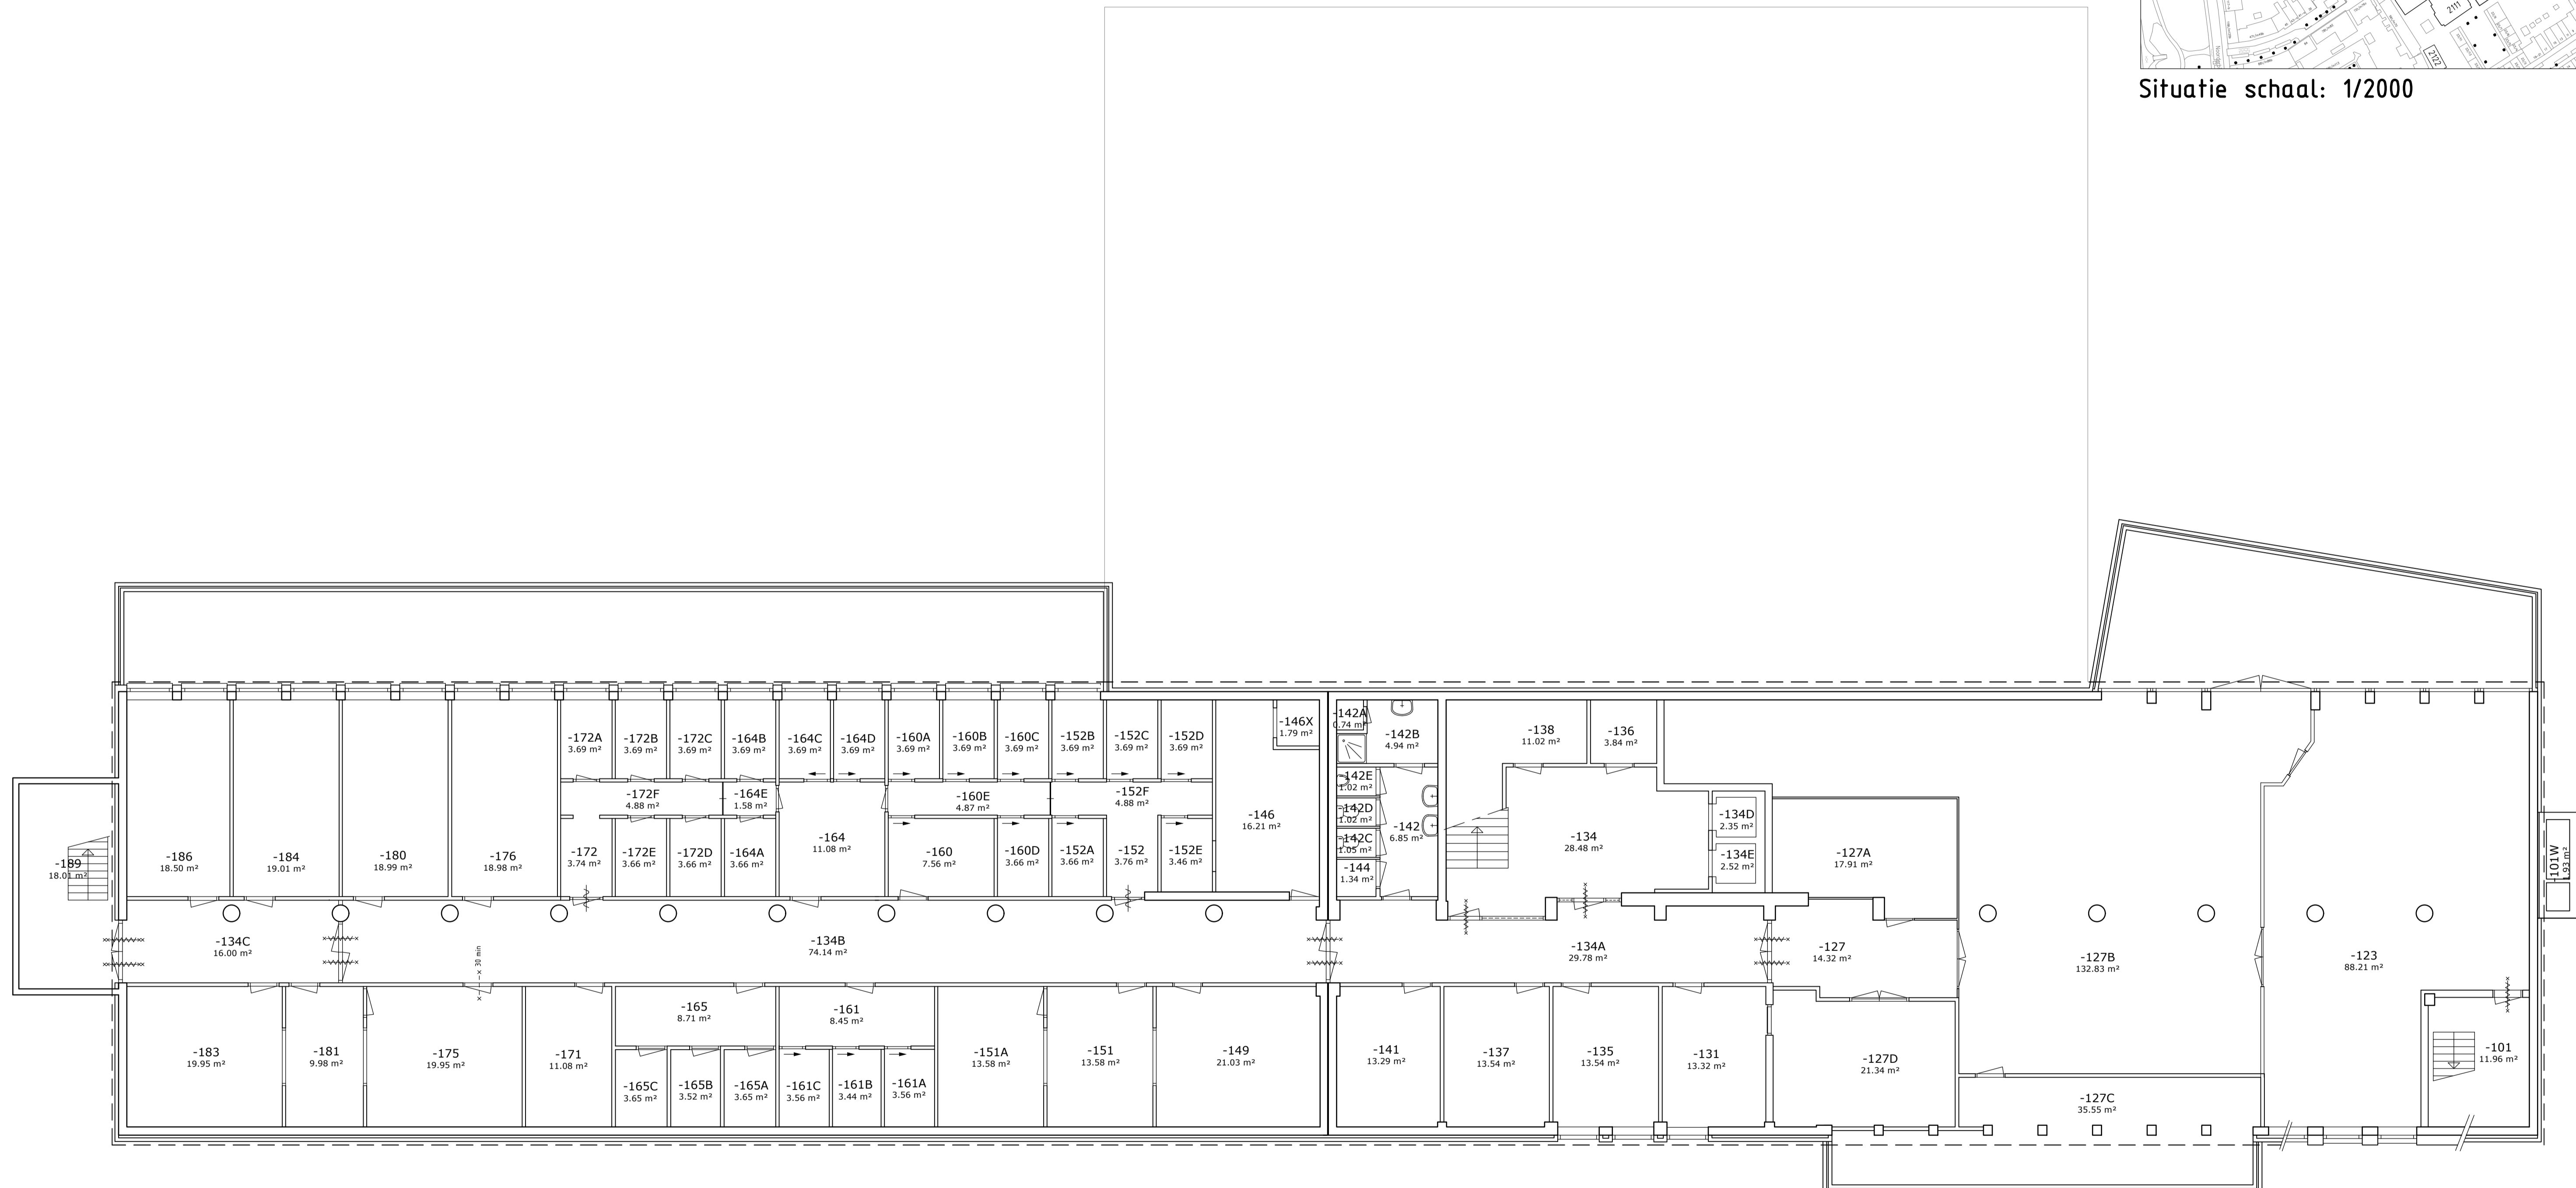 2111
2122
Situatie schaal: 1/2000
-189
18.01 m²
-186
18.50 m²
-184
19.01 m²
-180
18.99 m²
-176
18.98 m²
-172A
3.69 m²
-172B
3.69 m²
-172C
3.69 m²
-164B
3.69 m²
-164C
3.69 m²
-164D
3.69 m²
-160A
3.69 m²
-160B
3.69 m²
-160C
3.69 m²
-152B
3.69 m²
-152C
3.69 m²
-152D
3.69 m²
-172F
4.88 m²
-164E
1.58 m²
-160E
4.87 m²
-152F
4.88 m²
-172
3.74 m²
-172E
3.66 m²
-172D
3.66 m²
-164A
3.66 m²
-164
11.08 m²
-160
7.56 m²
-160D
3.66 m²
-152A
3.66 m²
-152
3.76 m²
-152E
3.46 m²
-146X
1.79 m²
-146
16.21 m²
-142A
0.74 m²
-142B
4.94 m²
-142E
1.02 m²
-142D
1.02 m²
-142C
1.05 m²
-144
1.34 m²
-142
6.85 m²
-138
11.02 m²
-136
3.84 m²
-134
28.48 m²
-134D
2.35 m²
-134E
2.52 m²
-127A
17.91 m²
-134C
16.00 m²
30 min
-134B
74.14 m²
-134A
29.78 m²
-127
14.32 m²
-127B
132.83 m²
-123
88.21 m²
101W
1.93 m²
-183
19.95 m²
-181
9.98 m²
-175
19.95 m²
-171
11.08 m²
-165
8.71 m²
-161
8.45 m²
-165C
3.65 m²
-165B
3.52 m²
-165A
3.65 m²
-161C
3.56 m²
-161B
3.44 m²
-161A
3.56 m²
-151A
13.58 m²
-151
13.58 m²
-149
21.03 m²
-141
13.29 m²
-137
13.54 m²
-135
13.54 m²
-131
13.32 m²
-127D
21.34 m²
-127C
35.55 m²
-101
11.96 m²